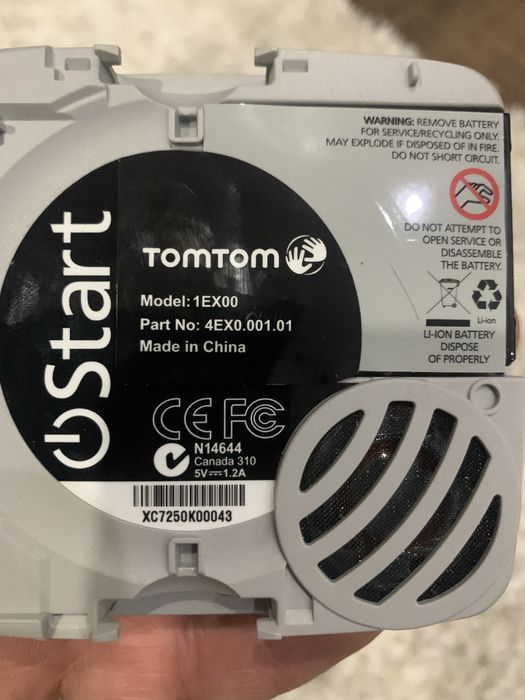 WARNING: REMOVE BATTERY
FOR SERVICE/RECYCLING ONLY.
MAY EXPLODE IF DISPOSED OF IN FIRE.
DO NOT SHORT CIRCUIT.
DO NOT ATTEMPT TO
OPEN SERVICE OR
DISASSEMBLE
THE BATTERY.
Li-ion
LI-ION BATTERY
DISPOSE
OF PROPERLY
Start
TOMTOM
Model: 1EX00
Part No: 4EX0.001.01
Made in China
CE FC
N14644
Canada 310
5V⎓1.2A
XC7250K00043